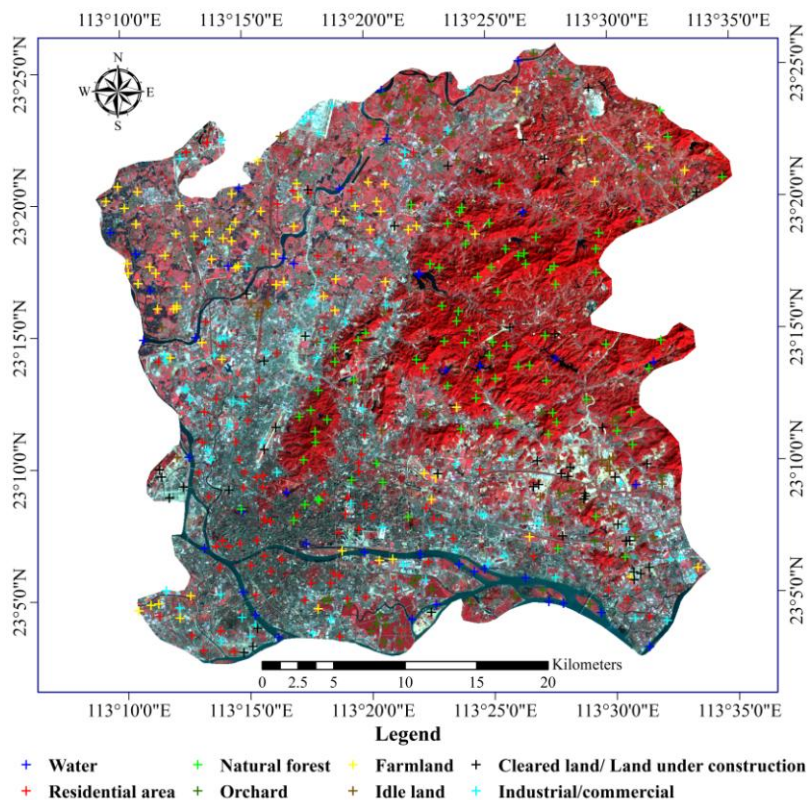 113°10'0"E 113°15'0"E 113°20'0"E 113°25'0"E 113°30'0"E 113°35'0"E
N
W E
S
23°25'0"N 23°25'0"N
23°20'0"N 23°20'0"N
23°15'0"N 23°15'0"N
23°10'0"N 23°10'0"N
23°5'0"N 23°5'0"N
Kilometers
0 2.5 5 10 15 20
113°10'0"E 113°15'0"E 113°20'0"E 113°25'0"E 113°30'0"E 113°35'0"E
Legend
+ Water + Natural forest + Farmland + Cleared land/ Land under construction
+ Residential area + Orchard + Idle land + Industrial/commercial